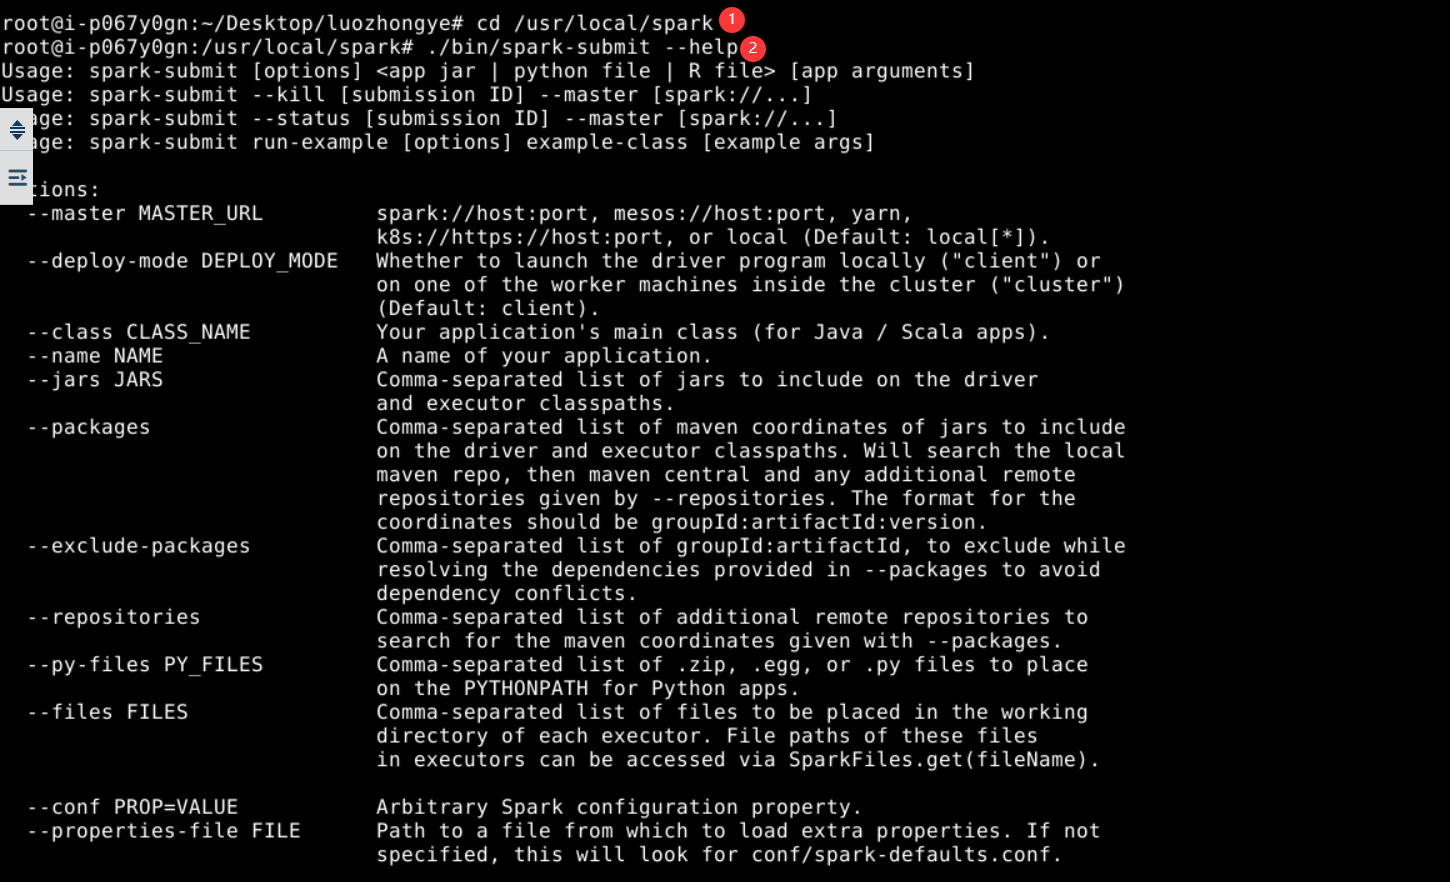 root@i-p067y0gn:~/Desktop/luozhongye# cd /usr/local/spark 1
root@i-p067y0gn:/usr/local/spark# ./bin/spark-submit --help 2
Usage: spark-submit [options] <app jar | python file | R file> [app arguments]
Usage: spark-submit --kill [submission ID] --master [spark://...]
age: spark-submit --status [submission ID] --master [spark://...]
age: spark-submit run-example [options] example-class [example args]
tions:
--master MASTER_URL spark://host:port, mesos://host:port, yarn,
k8s://https://host:port, or local (Default: local[*]).
--deploy-mode DEPLOY_MODE Whether to launch the driver program locally ("client") or
on one of the worker machines inside the cluster ("cluster")
(Default: client).
--class CLASS_NAME Your application's main class (for Java / Scala apps).
--name NAME A name of your application.
--jars JARS Comma-separated list of jars to include on the driver
and executor classpaths.
--packages Comma-separated list of maven coordinates of jars to include
on the driver and executor classpaths. Will search the local
maven repo, then maven central and any additional remote
repositories given by --repositories. The format for the
coordinates should be groupId:artifactId:version.
--exclude-packages Comma-separated list of groupId:artifactId, to exclude while
resolving the dependencies provided in --packages to avoid
dependency conflicts.
--repositories Comma-separated list of additional remote repositories to
search for the maven coordinates given with --packages.
--py-files PY_FILES Comma-separated list of .zip, .egg, or .py files to place
on the PYTHONPATH for Python apps.
--files FILES Comma-separated list of files to be placed in the working
directory of each executor. File paths of these files
in executors can be accessed via SparkFiles.get(fileName).
--conf PROP=VALUE Arbitrary Spark configuration property.
--properties-file FILE Path to a file from which to load extra properties. If not
specified, this will look for conf/spark-defaults.conf.